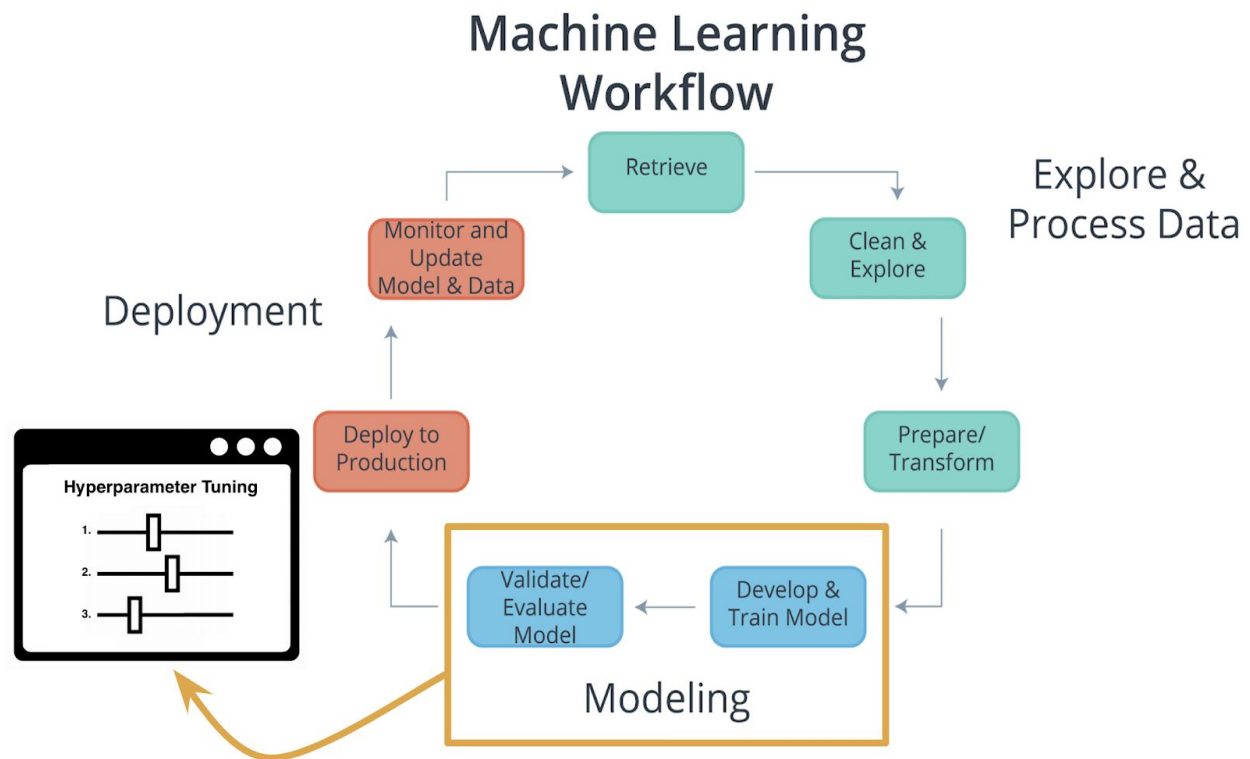 Machine Learning
Workflow
Retrieve
Explore &
Process Data
Clean &
Explore
Monitor and
Update
Model & Data
Deployment
Prepare/
Transform
Deploy to
Production
Hyperparameter Tuning
1.
2.
3.
Validate/
Evaluate
Model
Develop &
Train Model
Modeling